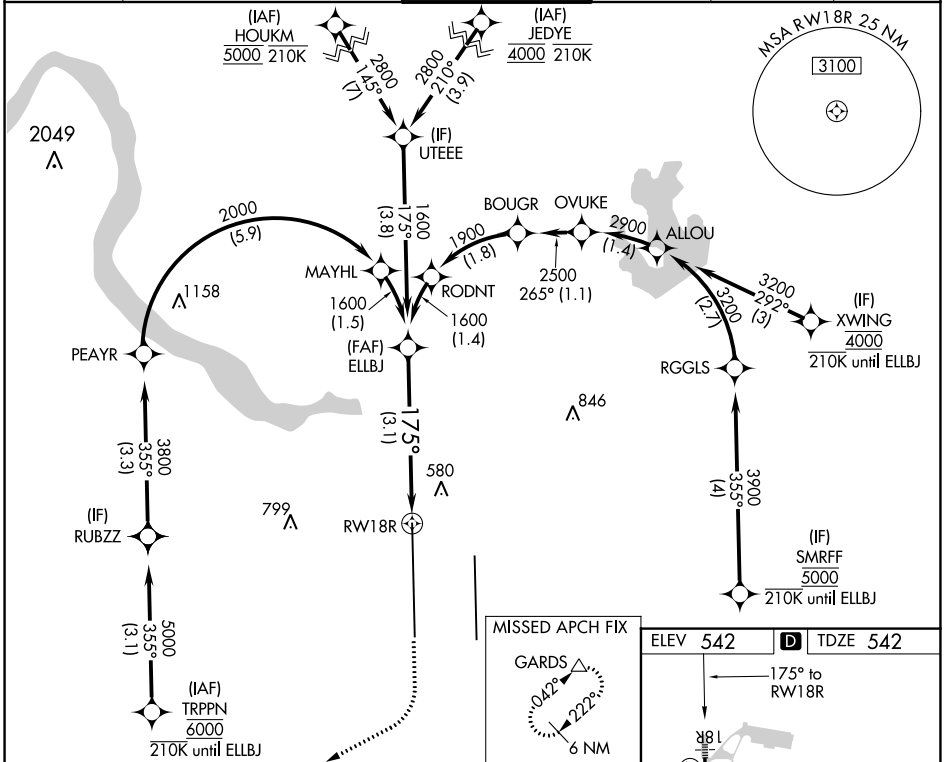 (IAF)
HOUKM
5000 210K
(IAF)
JEDYE
4000 210K
MSA RW18R 25 NM
3100
2800
145°
(7)
2800
210°
(3.9)
2049
(IF)
UTEEE
1600
175°
(3.8)
2000
(5.9)
BOUGR
OVUKE
1900
(1.8)
2900
(1.4)
ALLOU
MAYHL
RODNT
2500
265° (1.1)
3200
292°
(3)
3200
(2.7)
1158
1600
(1.5)
1600
(1.4)
(IF)
XWING
4000
210K until ELLBJ
PEAYR
(FAF)
ELLBJ
RGGLS
846
175°
(3.1)
3800
355°
(3.3)
580
3900
355°
(4)
(IF)
RUBZZ
799
RW18R
(IF)
SMRFF
5000
210K until ELLBJ
5000
355°
(3.1)
(IAF)
TRPPN
6000
210K until ELLBJ
MISSED APCH FIX
GARDS
042°
222°
6 NM
ELEV 542
D
TDZE 542
175° to
RW18R
18R